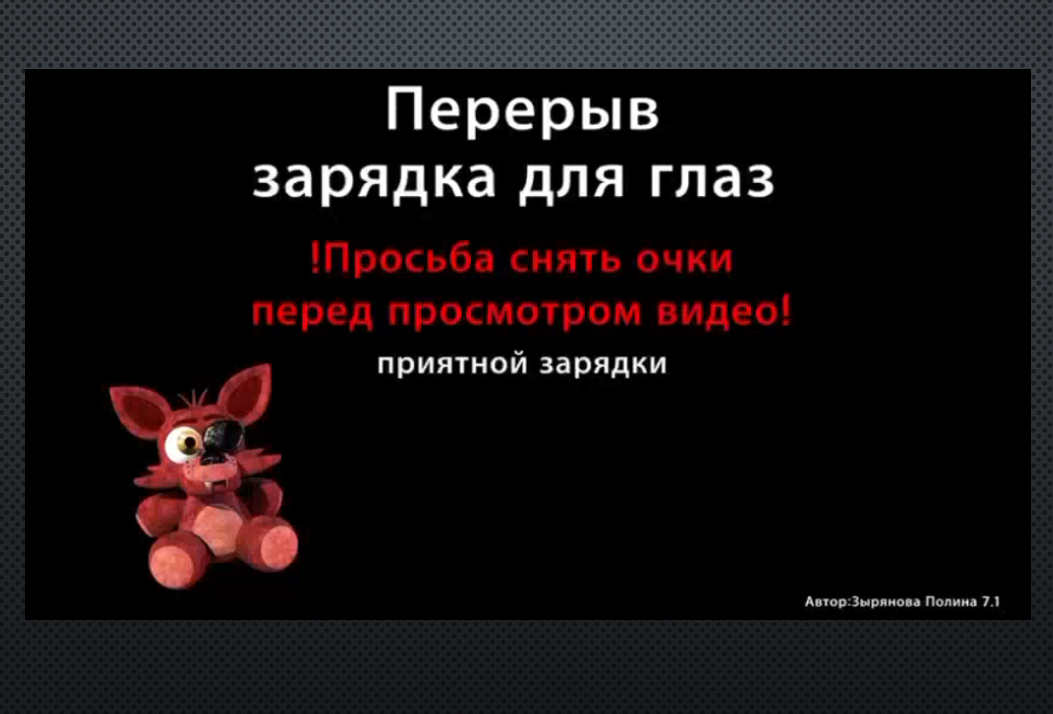 Перерыв
зарядка для глаз
!Просьба снять очки
перед просмотром видео!
приятной зарядки
Автор:Зырянова Полина 7.1